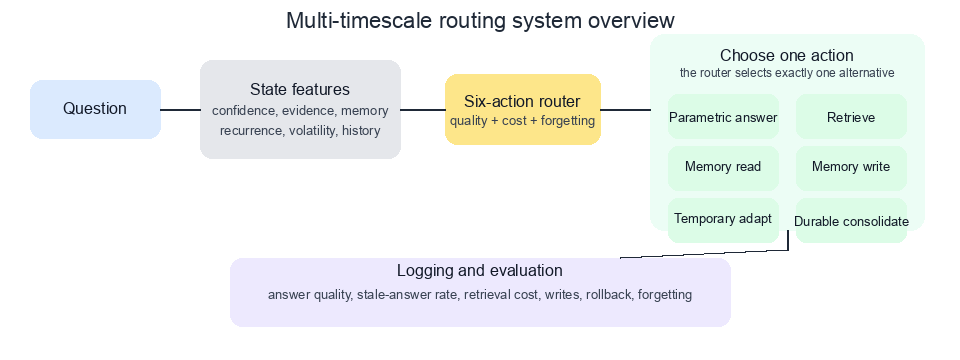 Multi-timescale routing system overview
Question
State features
confidence, evidence, memory
recurrence, volatility, history
Six-action router
quality + cost + forgetting
Choose one action
the router selects exactly one alternative
Parametric answer
Retrieve
Memory read
Memory write
Temporary adapt
Durable consolidate
Logging and evaluation
answer quality, stale-answer rate, retrieval cost, writes, rollback, forgetting